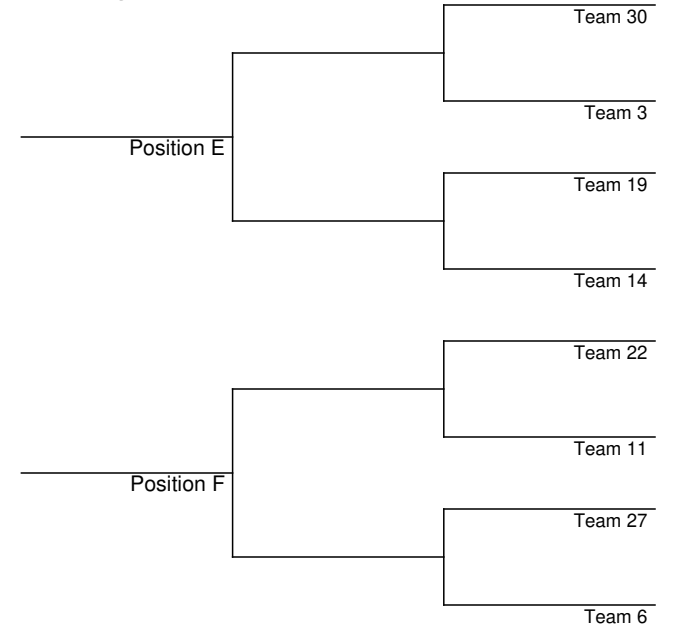 Team 30
Team 3
Position E
Team 19
Team 14
Team 22
Team 11
Position F
Team 27
Team 6